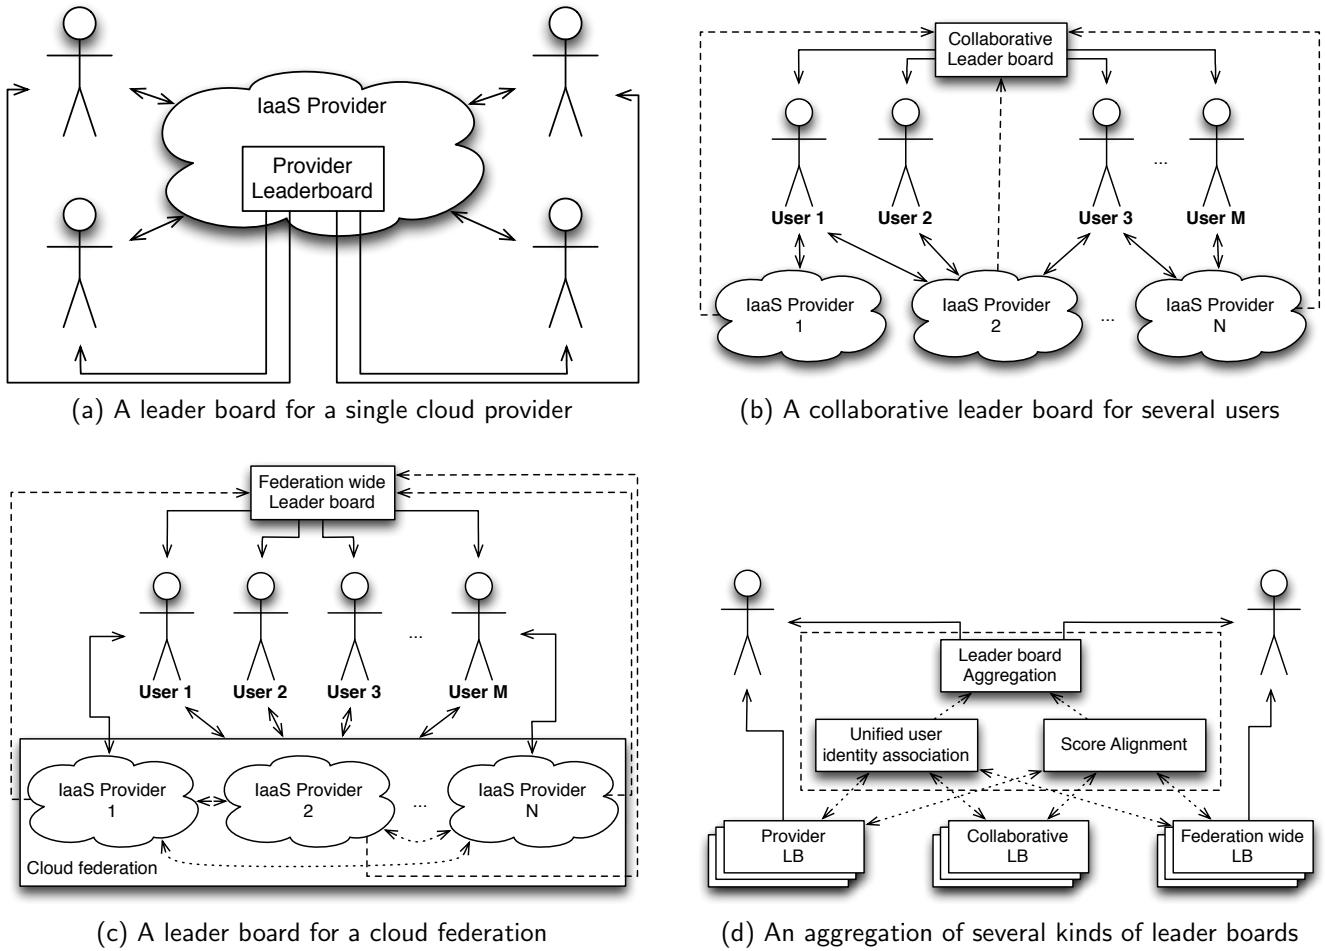 IaaS Provider
Provider
Leaderboard
(a) A leader board for a single cloud provider
Collaborative
Leader board
...
User 1
User 2
User 3
User M
IaaS Provider
1
IaaS Provider
2
...
IaaS Provider
N
(b) A collaborative leader board for several users
Federation wide
Leader board
...
User 1
User 2
User 3
User M
IaaS Provider
1
IaaS Provider
2
...
IaaS Provider
N
Cloud federation
(c) A leader board for a cloud federation
Leader board
Aggregation
Unified user
identity association
Score Alignment
Provider
LB
Collaborative
LB
Federation wide
LB
(d) An aggregation of several kinds of leader boards